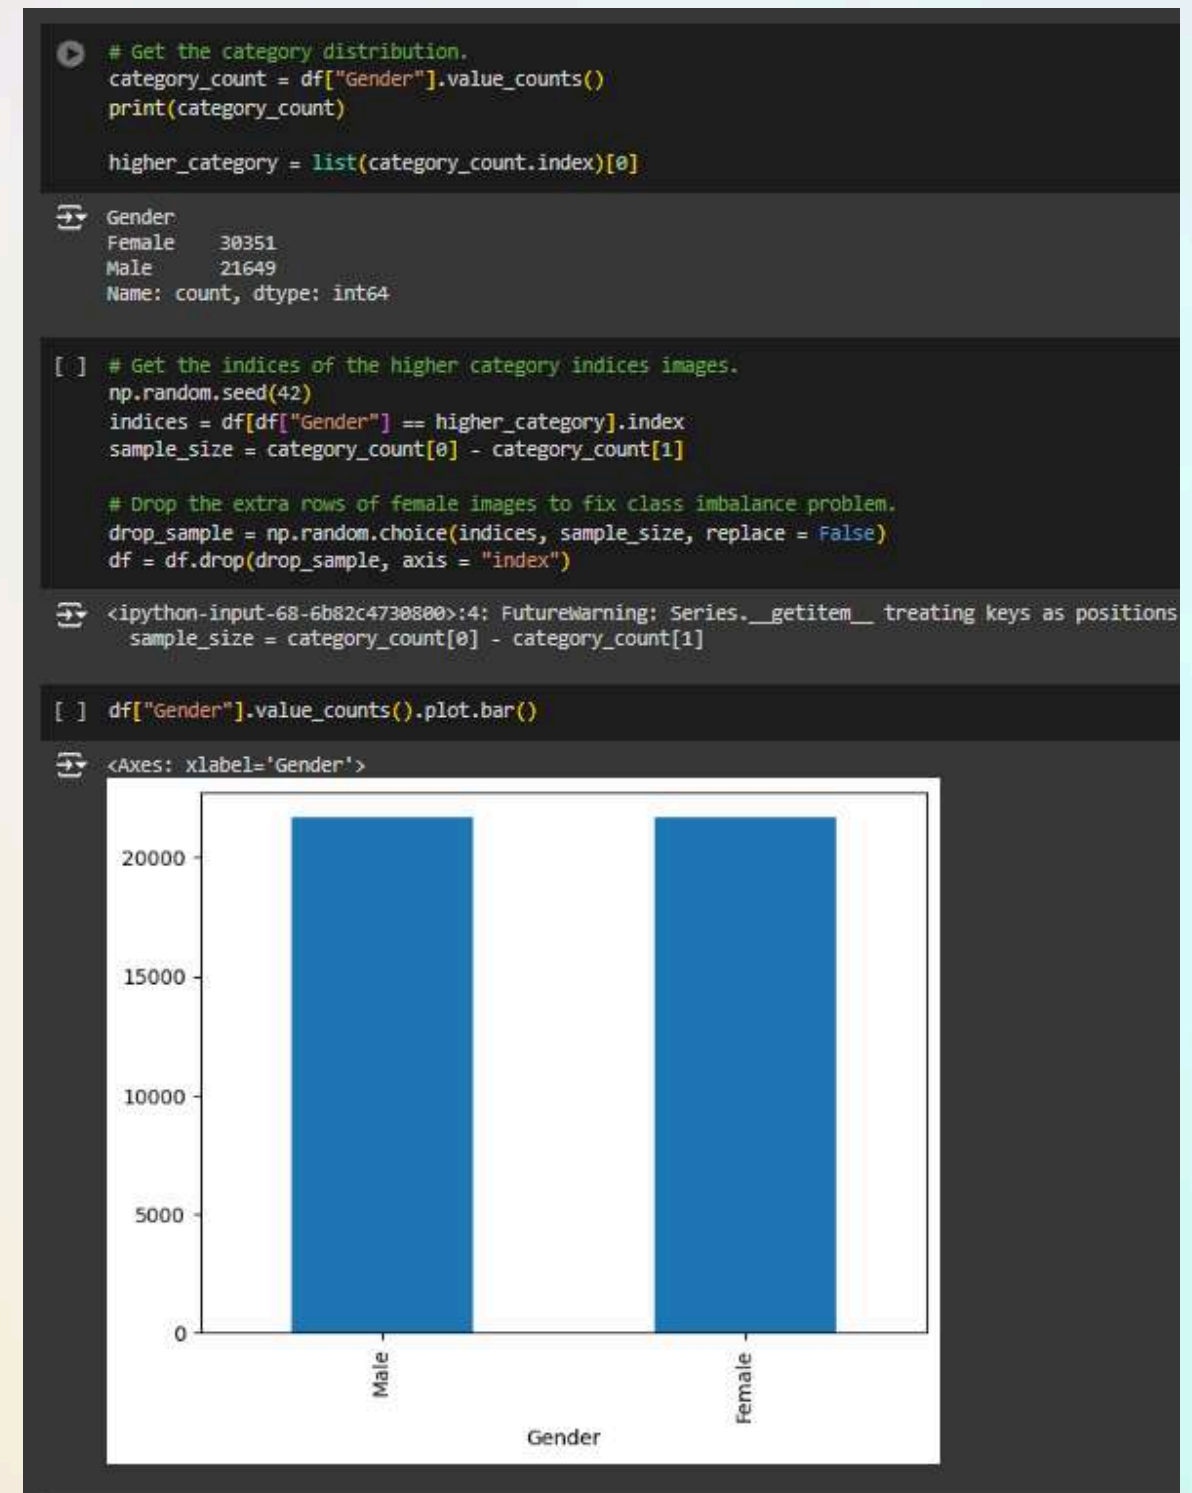 # Get the category distribution.
category_count = df["Gender"].value_counts()
print(category_count)
higher_category = list(category_count.index)[0]
Gender
Female 30351
Male 21649
Name: count, dtype: int64
[ ] # Get the indices of the higher category indices images.
np.random.seed(42)
indices = df[df["Gender"] == higher_category].index
sample_size = category_count[0] - category_count[1]
# Drop the extra rows of female images to fix class imbalance problem.
drop_sample = np.random.choice(indices, sample_size, replace = False)
df = df.drop(drop_sample, axis = "index")
<ipython-input-68-6b82c4730800>:4: FutureWarning: Series.__getitem__ treating keys as positions
sample_size = category_count[0] - category_count[1]
[ ] df["Gender"].value_counts().plot.bar()
<Axes: xlabel='Gender'>
20000
15000
10000
5000
0
Male
Female
Gender